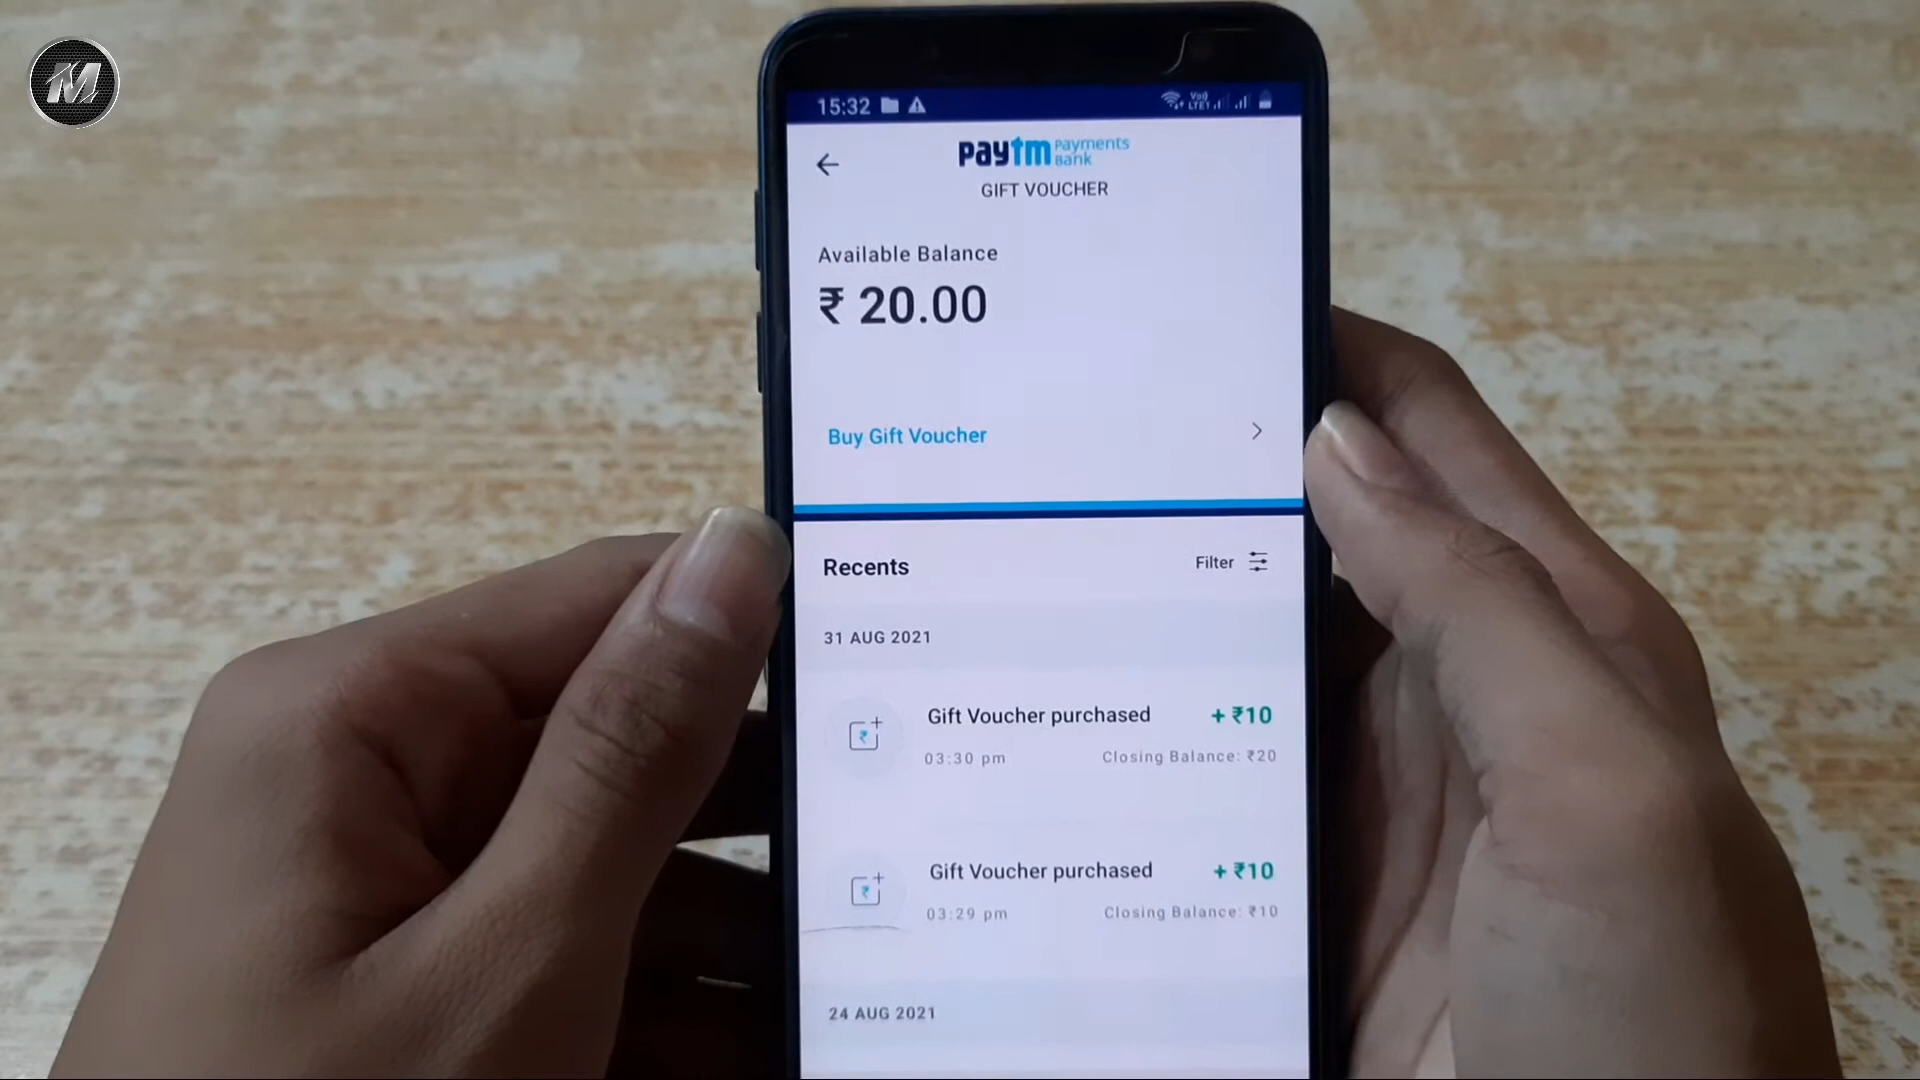 M
15:32
Vo)
LTE1
paytm Payments Bank
GIFT VOUCHER
Available Balance
₹ 20.00
Buy Gift Voucher
Recents
Filter
31 AUG 2021
Gift Voucher purchased + ₹10
03:30 pm Closing Balance: ₹20
Gift Voucher purchased + ₹10
03:29 pm Closing Balance: ₹10
24 AUG 2021